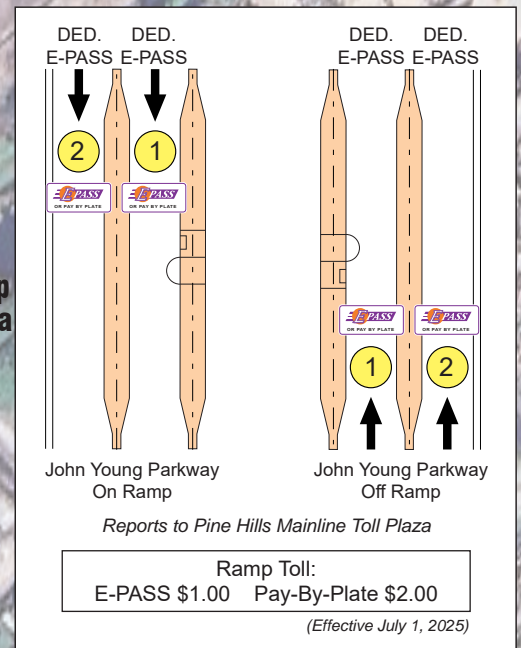 DED. DED. DED. DED.
E-PASS E-PASS E-PASS E-PASS
2 1
E-PASS E-PASS
OR PAY BY PLATE OR PAY BY PLATE
p
a
E-PASS E-PASS
OR PAY BY PLATE OR PAY BY PLATE
1 2
John Young Parkway
On Ramp
John Young Parkway
Off Ramp
Reports to Pine Hills Mainline Toll Plaza
Ramp Toll:
E-PASS $1.00 Pay-By-Plate $2.00
(Effective July 1, 2025)